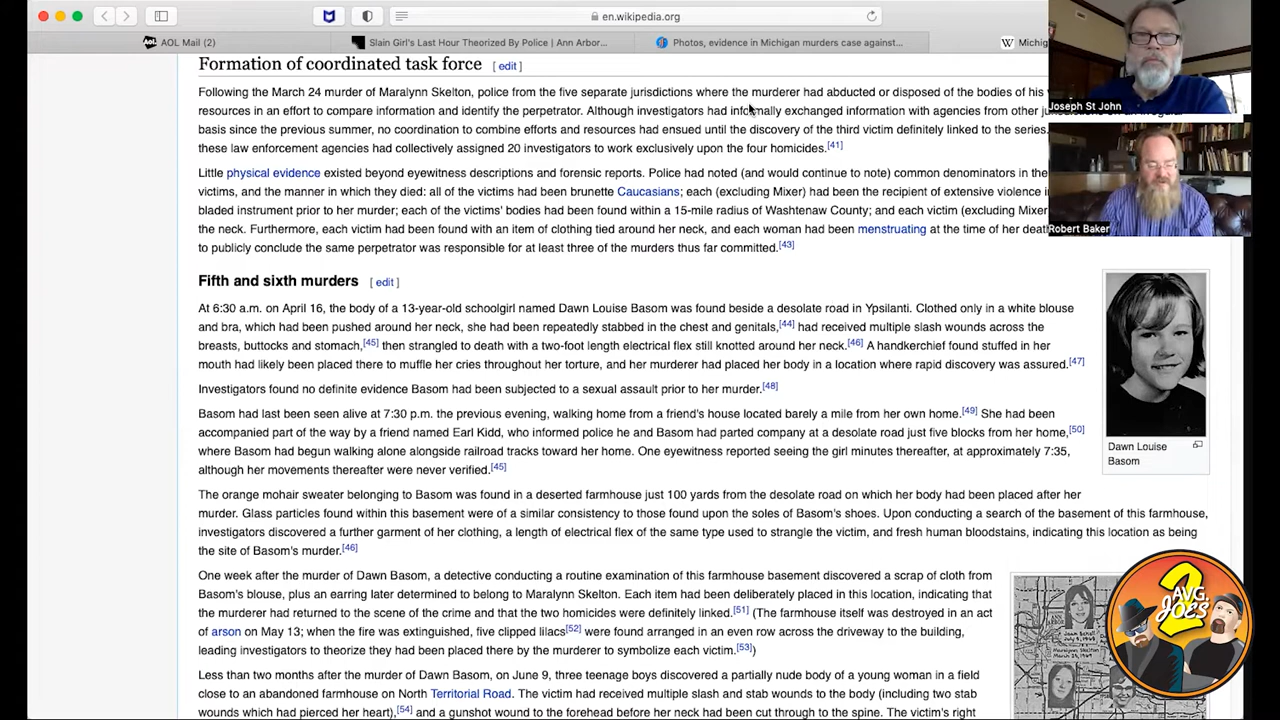 en.wikipedia.org
AOL Mail (2)
Slain Girl's Last Hour Theorized By Police | Ann Arbor...
Photos, evidence in Michigan murders case against...
Michig
Joseph St John
Robert Baker
Formation of coordinated task force [ edit ]
Following the March 24 murder of Maralynn Skelton, police from the five separate jurisdictions where the murderer had abducted or disposed of the bodies of his
resources in an effort to compare information and identify the perpetrator. Although investigators had informally exchanged information with agencies from other
basis since the previous summer, no coordination to combine efforts and resources had ensued until the discovery of the third victim definitely linked to the series.
these law enforcement agencies had collectively assigned 20 investigators to work exclusively upon the four homicides.[41]
Little physical evidence existed beyond eyewitness descriptions and forensic reports. Police had noted (and would continue to note) common denominators in the
victims, and the manner in which they died: all of the victims had been brunette Caucasians; each (excluding Mixer) had been the recipient of extensive violence
bladed instrument prior to her murder; each of the victims' bodies had been found within a 15-mile radius of Washtenaw County; and each victim (excluding Mixer
the neck. Furthermore, each victim had been found with an item of clothing tied around her neck, and each woman had been menstruating at the time of her deat
to publicly conclude the same perpetrator was responsible for at least three of the murders thus far committed.[43]
Fifth and sixth murders [ edit ]
At 6:30 a.m. on April 16, the body of a 13-year-old schoolgirl named Dawn Louise Basom was found beside a desolate road in Ypsilanti. Clothed only in a white blouse
and bra, which had been pushed around her neck, she had been repeatedly stabbed in the chest and genitals,[44] had received multiple slash wounds across the
breasts, buttocks and stomach,[45] then strangled to death with a two-foot length electrical flex still knotted around her neck.[46] A handkerchief found stuffed in her
mouth had likely been placed there to muffle her cries throughout her torture, and her murderer had placed her body in a location where rapid discovery was assured.[47]
Investigators found no definite evidence Basom had been subjected to a sexual assault prior to her murder.[48]
Basom had last been seen alive at 7:30 p.m. the previous evening, walking home from a friend's house located barely a mile from her own home.[49] She had been
accompanied part of the way by a friend named Earl Kidd, who informed police he and Basom had parted company at a desolate road just five blocks from her home,[50]
where Basom had begun walking alone alongside railroad tracks toward her home. One eyewitness reported seeing the girl minutes thereafter, at approximately 7:35,
although her movements thereafter were never verified.[45]
Dawn Louise
Basom
The orange mohair sweater belonging to Basom was found in a deserted farmhouse just 100 yards from the desolate road on which her body had been placed after her
murder. Glass particles found within this basement were of a similar consistency to those found upon the soles of Basom's shoes. Upon conducting a search of the basement of this farmhouse,
investigators discovered a further garment of her clothing, a length of electrical flex of the same type used to strangle the victim, and fresh human bloodstains, indicating this location as being
the site of Basom's murder.[46]
One week after the murder of Dawn Basom, a detective conducting a routine examination of this farmhouse basement discovered a scrap of cloth from
Basom's blouse, plus an earring later determined to belong to Maralynn Skelton. Each item had been deliberately placed in this location, indicating that
the murderer had returned to the scene of the crime and that the two homicides were definitely linked.[51] (The farmhouse itself was destroyed in an act
of arson on May 13; when the fire was extinguished, five clipped lilacs[52] were found arranged in an even row across the driveway to the building,
leading investigators to theorize they had been placed there by the murderer to symbolize each victim.[53])
Less than two months after the murder of Dawn Basom, on June 9, three teenage boys discovered a partially nude body of a young woman in a field
close to an abandoned farmhouse on North Territorial Road. The victim had received multiple slash and stab wounds to the body (including two stab
wounds which had pierced her heart),[54] and a gunshot wound to the forehead before her neck had been cut through to the spine. The victim's right
2
AVG.
JOES